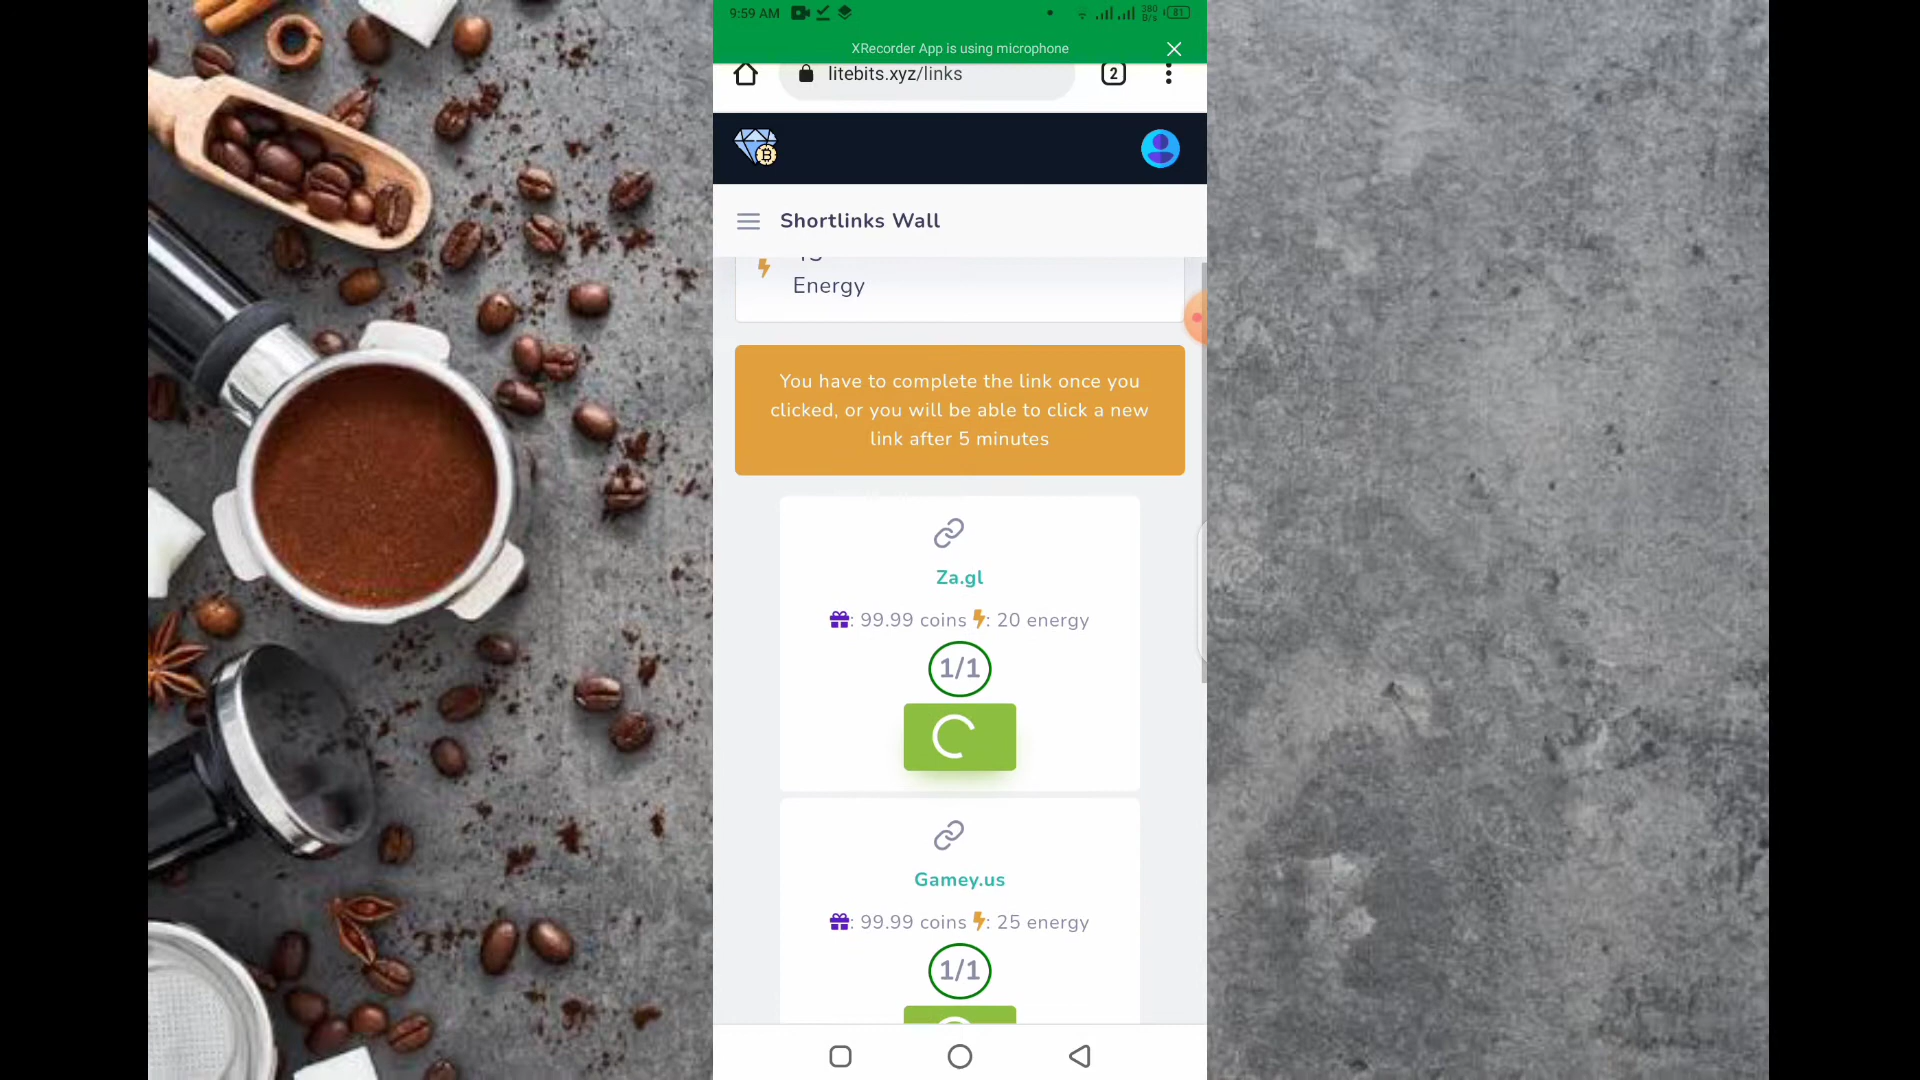 9:59 AM
380
B/s
81
XRecorder App is using microphone
litebits.xyz/links
2
Shortlinks Wall
Energy
You have to complete the link once you
clicked, or you will be able to click a new
link after 5 minutes
Za.gl
: 99.99 coins : 20 energy
1/1
Gamey.us
: 99.99 coins : 25 energy
1/1